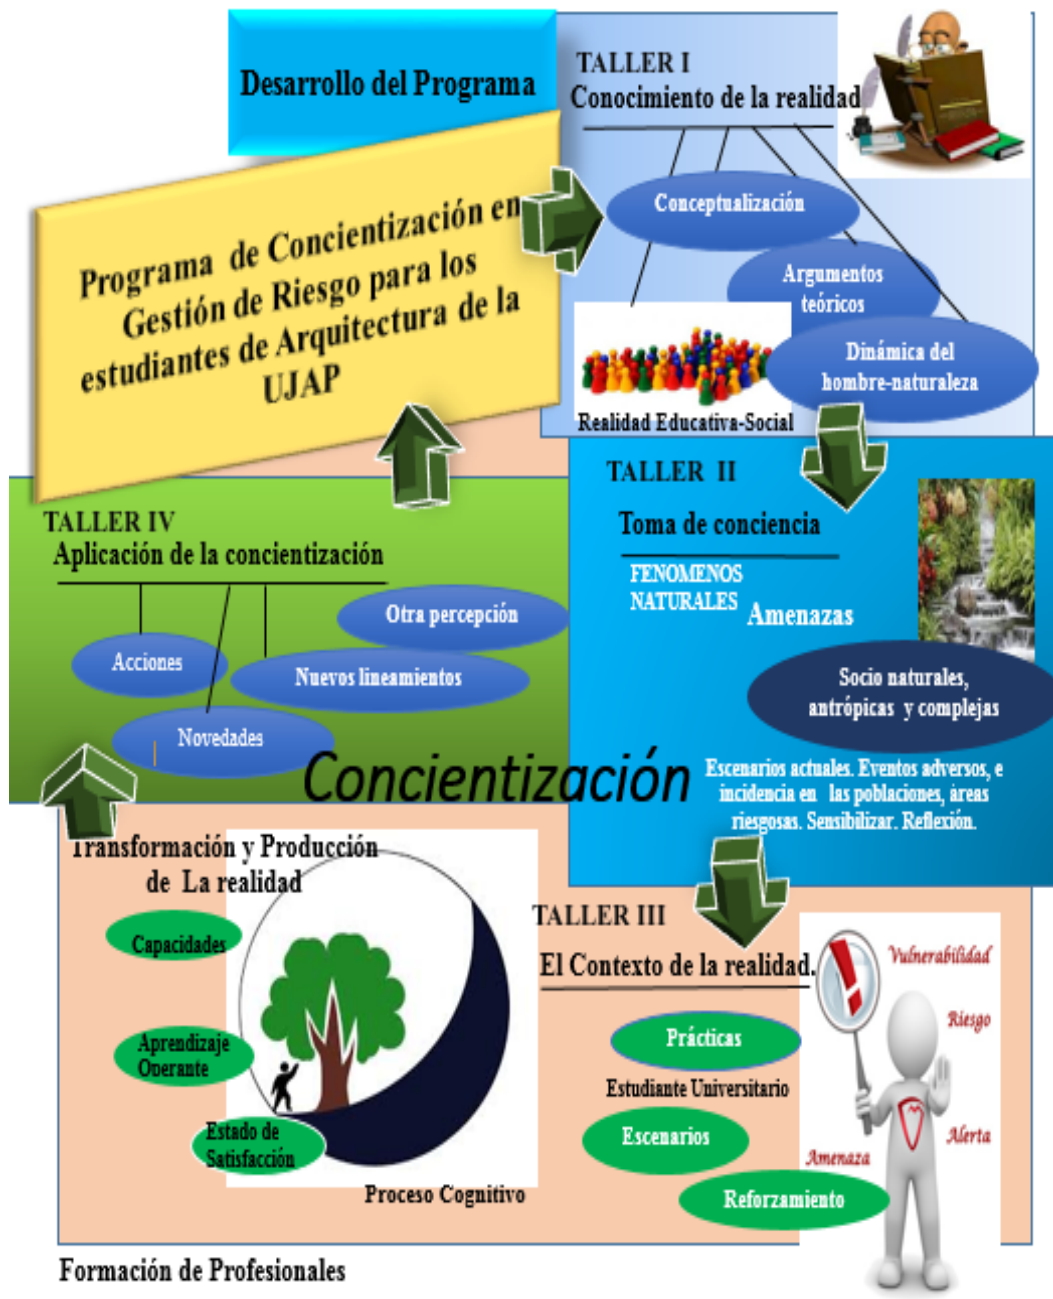 Desarrollo del Programa
Programa de Concientización en
Gestión de Riesgo para los
estudiantes de Arquitectura de la
UJAP
TALLER I
Conocimiento de la realidad
Conceptualización
Argumentos
teóricos
Dinámica del
hombre-naturaleza
Realidad Educativa-Social
TALLER II
Toma de conciencia
FENOMENOS
NATURALES
Amenazas
Socio naturales,
antrópicas y complejas
Escenarios actuales. Eventos adversos, e
incidencia en las poblaciones, áreas
riesgosas. Sensibilizar. Reflexión.
TALLER IV
Aplicación de la concientización
Otra percepción
Acciones
Nuevos lineamientos
Novedades
Concientización
Transformación y Producción
de La realidad
Capacidades
Aprendizaje
Operante
Estado de
Satisfacción
Proceso Cognitivo
TALLER III
El Contexto de la realidad.
Prácticas
Estudiante Universitario
Escenarios
Reforzamiento
Vulnerabilidad
Riesgo
Alerta
Amenaza
Formación de Profesionales